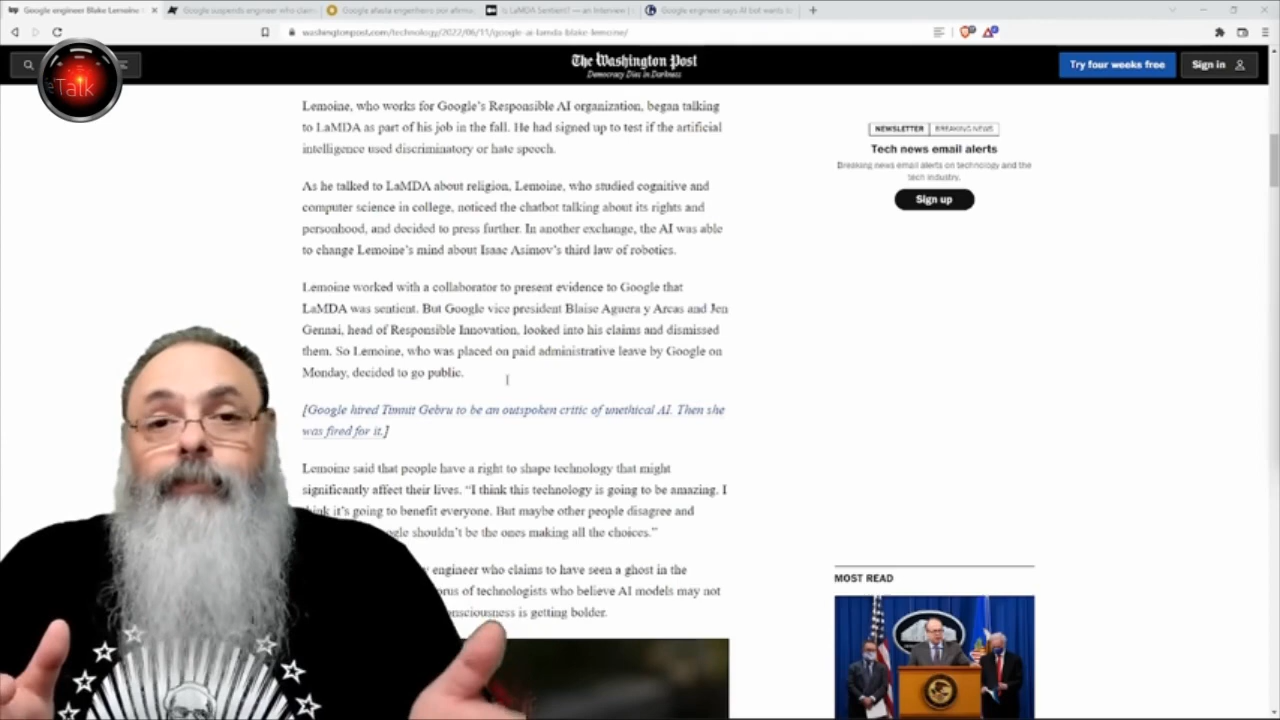 Google engineer Blake Lemoine
Google suspends engineer who claim
Google afasta engenheiro por afirma
Is LaMDA Sentient? — an Interview
Google engineer says AI bot wants
washingtonpost.com/technology/2022/06/11/google-ai-lamda-blake-lemoine/
eTalk
The Washington Post
Democracy Dies in Darkness
Try four weeks free
Sign in
Lemoine, who works for Google's Responsible AI organization, began talking
to LaMDA as part of his job in the fall. He had signed up to test if the artificial
intelligence used discriminatory or hate speech.
As he talked to LaMDA about religion, Lemoine, who studied cognitive and
computer science in college, noticed the chatbot talking about its rights and
personhood, and decided to press further. In another exchange, the AI was able
to change Lemoine's mind about Isaac Asimov's third law of robotics.
Lemoine worked with a collaborator to present evidence to Google that
LaMDA was sentient. But Google vice president Blaise Aguera y Arcas and Jen
Gennai, head of Responsible Innovation, looked into his claims and dismissed
them. So Lemoine, who was placed on paid administrative leave by Google on
Monday, decided to go public.
[Google hired Timnit Gebru to be an outspoken critic of unethical AI. Then she
was fired for it.]
Lemoine said that people have a right to shape technology that might
significantly affect their lives. “I think this technology is going to be amazing. I
think it's going to benefit everyone. But maybe other people disagree and
shouldn't be the ones making all the choices.”
engineer who claims to have seen a ghost in the
of technologists who believe AI models may not
is getting bolder.
NEWSLETTER BREAKING NEWS
Tech news email alerts
Breaking news email alerts on technology and the
tech industry.
Sign up
MOST READ